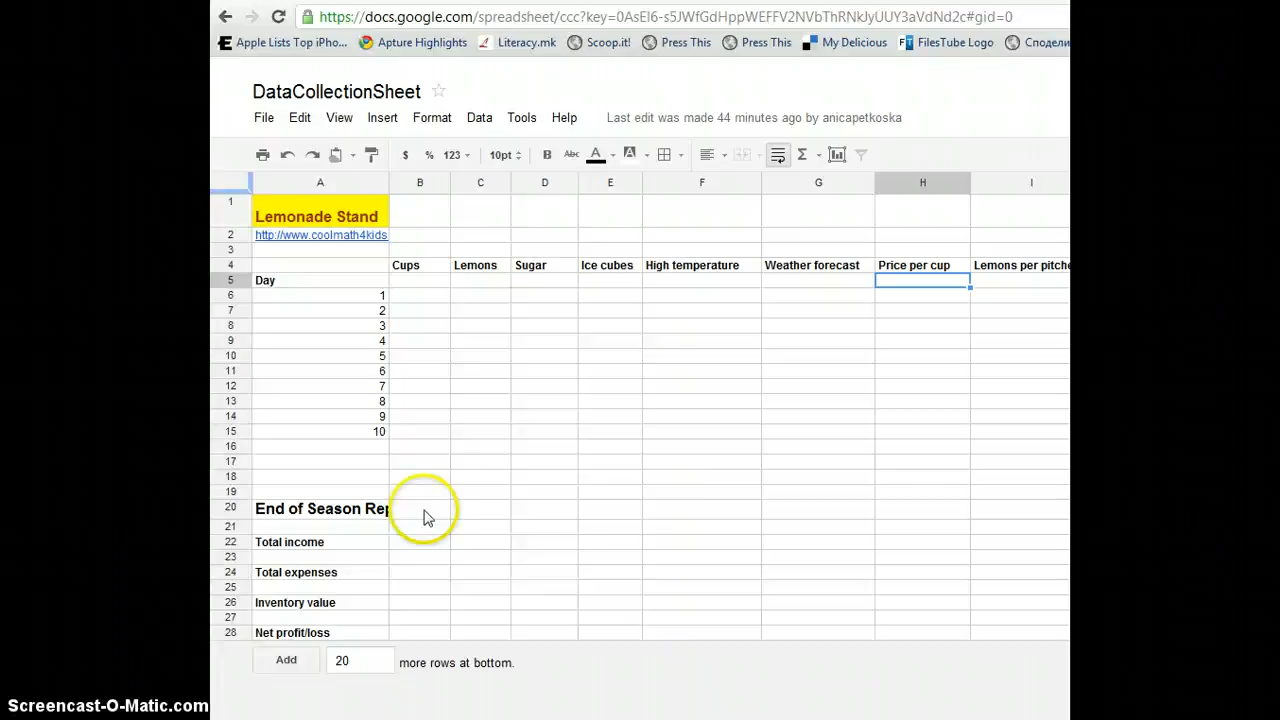 https://docs.google.com/spreadsheet/ccc?key=0AsEl6-s5JWfGdHppWEFFV2NVbThRNkJyUUY3aVdNd2c#gid=0
Apple Lists Top iPho... Apture Highlights Literacy.mk Scoop.it! Press This Press This My Delicious FilesTube Logo Сподели
DataCollectionSheet
File Edit View Insert Format Data Tools Help Last edit was made 44 minutes ago by anicapetkoska
$ % 123 10pt B Abc A A Σ
A B C D E F G H I
1 Lemonade Stand
2 http://www.coolmath4kids
3
4 Cups Lemons Sugar Ice cubes High temperature Weather forecast Price per cup Lemons per pitche
5 Day
6 1
7 2
8 3
9 4
10 5
11 6
12 7
13 8
14 9
15 10
16
17
18
19
20 End of Season Rep
21
22 Total income
23
24 Total expenses
25
26 Inventory value
27
28 Net profit/loss
Add 20 more rows at bottom.
Screencast-O-Matic.com